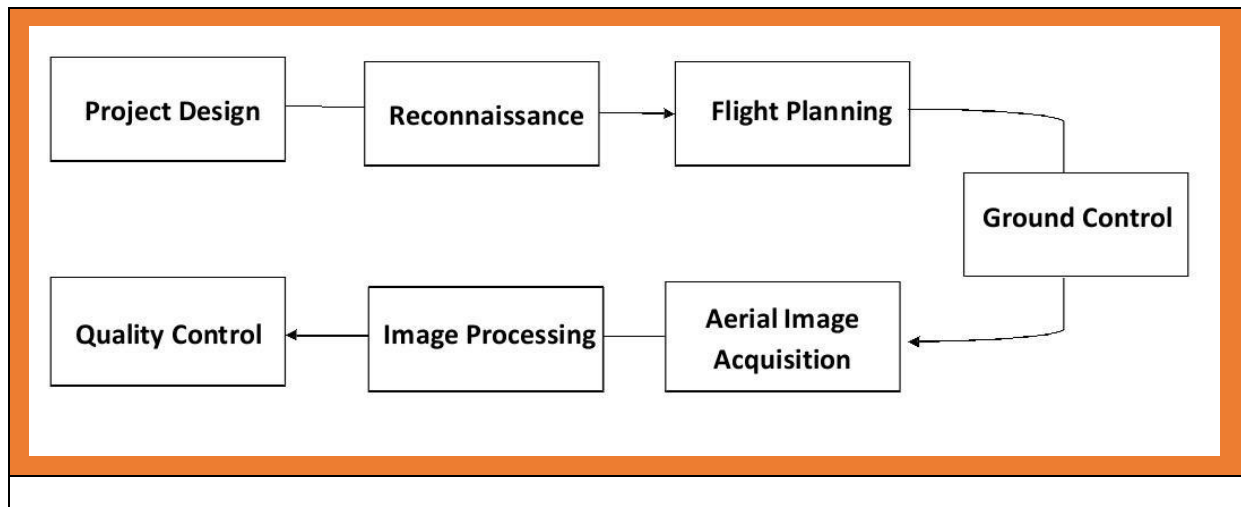 Project Design
Reconnaissance
Flight Planning
Ground Control
Aerial Image
Acquisition
Image Processing
Quality Control